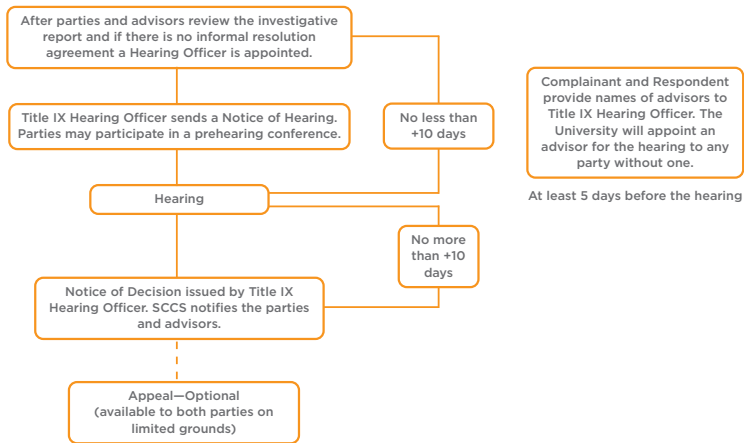 After parties and advisors review the investigative
report and if there is no informal resolution
agreement a Hearing Officer is appointed.
Title IX Hearing Officer sends a Notice of Hearing.
Parties may participate in a prehearing conference.
No less than
+10 days
Complainant and Respondent
provide names of advisors to
Title IX Hearing Officer. The
University will appoint an
advisor for the hearing to any
party without one.
At least 5 days before the hearing
Hearing
No more
than +10
days
Notice of Decision issued by Title IX
Hearing Officer. SCCS notifies the parties
and advisors.
Appeal—Optional
(available to both parties on
limited grounds)